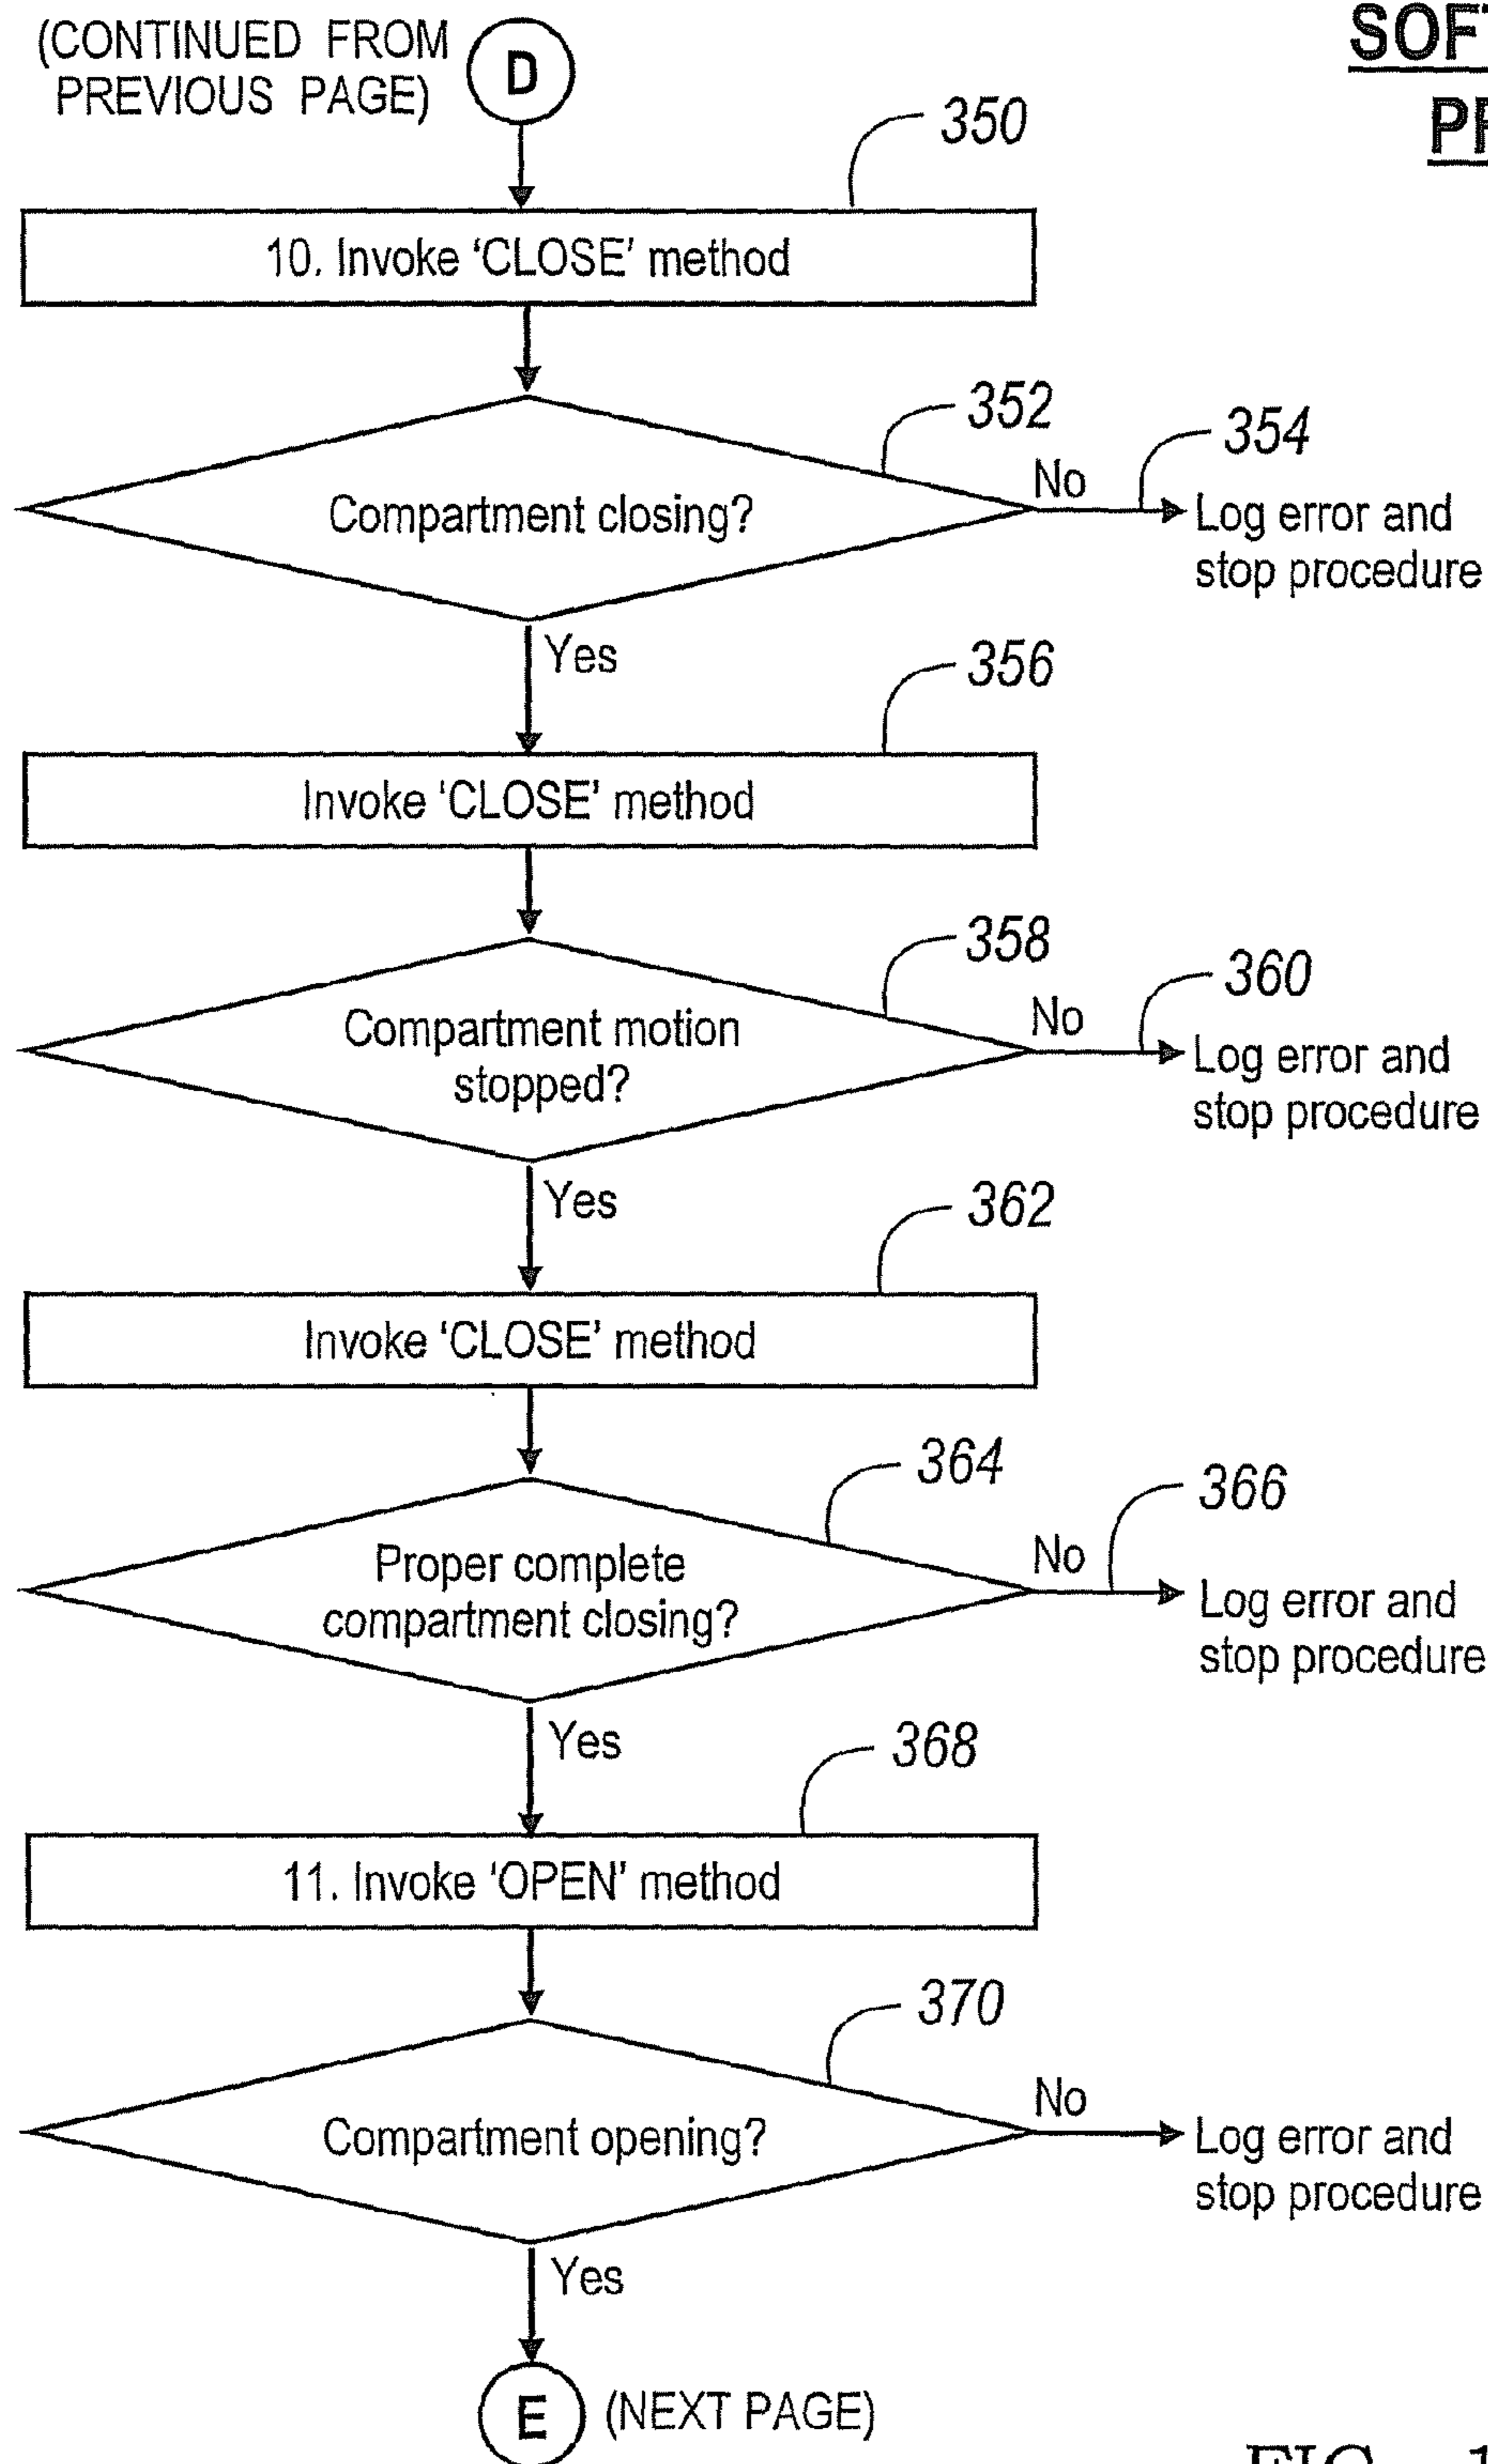 (CONTINUED FROM
PREVIOUS PAGE)
D
350
10. Invoke ‘CLOSE’ method
352
354
Compartment closing?
No
Log error and
stop procedure
Yes
356
Invoke ‘CLOSE’ method
358
360
Compartment motion
stopped?
No
Log error and
stop procedure
Yes
362
Invoke ‘CLOSE’ method
364
366
Proper complete
compartment closing?
No
Log error and
stop procedure
Yes
368
11. Invoke ‘OPEN’ method
370
Compartment opening?
No
Log error and
stop procedure
Yes
E
(NEXT PAGE)